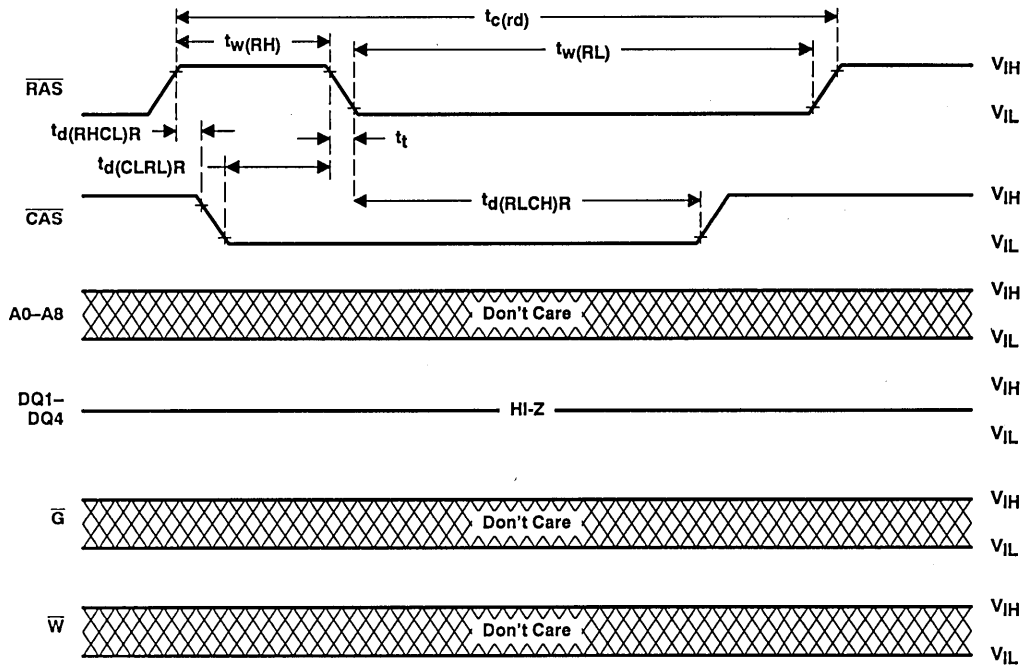 tc(rd)
tw(RH)
tw(RL)
RAS
VIH
VIL
td(RHCL)R
tt
td(CLRL)R
CAS
td(RLCH)R
VIH
VIL
A0–A8
Don't Care
VIH
VIL
DQ1–
DQ4
HI-Z
VIH
VIL
G
Don't Care
VIH
VIL
W
Don't Care
VIH
VIL